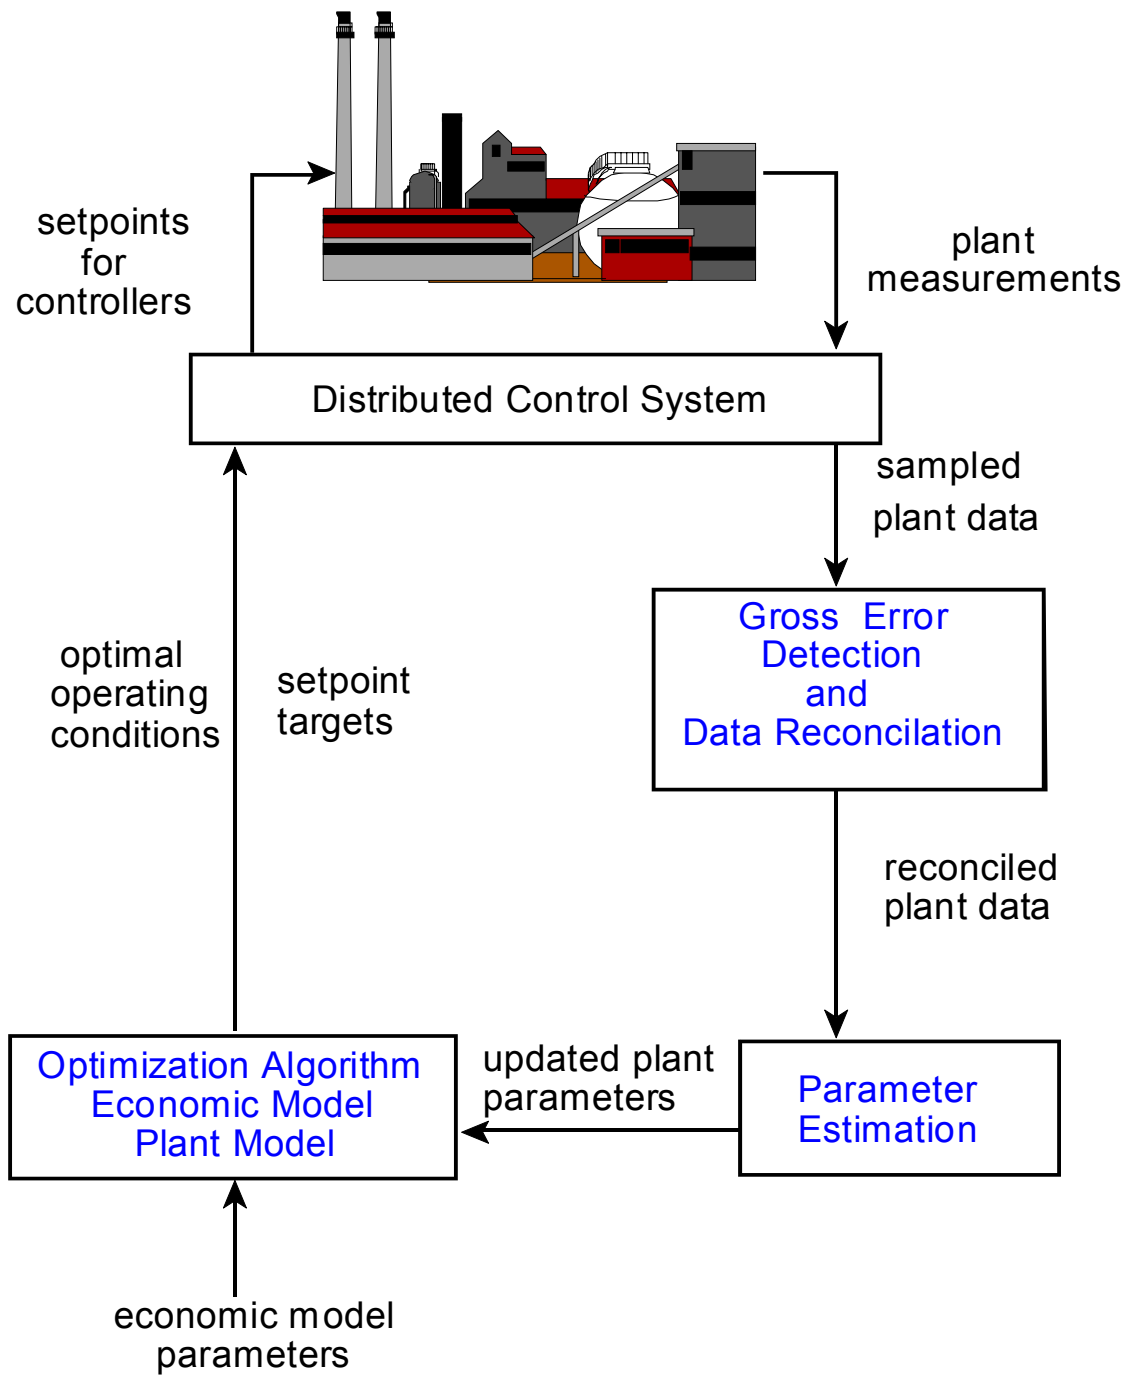 setpoints
for
controllers
plant
measurements
Distributed Control System
sampled
plant data
Gross Error
Detection
and
Data Reconcilation
optimal
operating
conditions
setpoint
targets
reconciled
plant data
Optimization Algorithm
Economic Model
Plant Model
updated plant
parameters
Parameter
Estimation
economic model
parameters